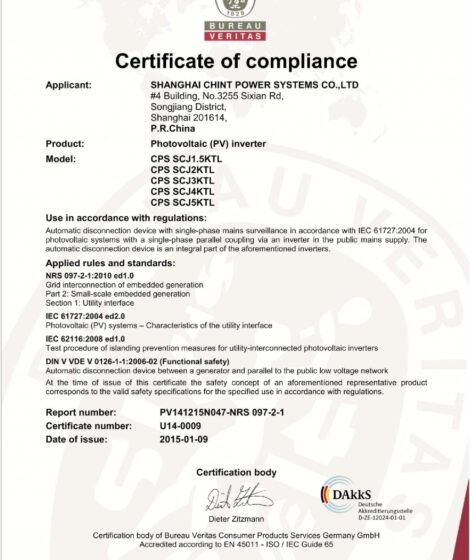 1828
BUREAU
VERITAS
Certificate of compliance
Applicant: SHANGHAI CHINT POWER SYSTEMS CO.,LTD
#4 Building, No.3255 Sixian Rd,
Songjiang District,
Shanghai 201614,
P.R.China
Product: Photovoltaic (PV) inverter
Model: CPS SCJ1.5KTL
CPS SCJ2KTL
CPS SCJ3KTL
CPS SCJ4KTL
CPS SCJ5KTL
Use in accordance with regulations:
Automatic disconnection device with single-phase mains surveillance in accordance with IEC 61727:2004 for
photovoltaic systems with a single-phase parallel coupling via an inverter in the public mains supply. The
automatic disconnection device is an integral part of the aforementioned inverters.
Applied rules and standards:
NRS 097-2-1:2010 ed1.0
Grid interconnection of embedded generation
Part 2: Small-scale embedded generation
Section 1: Utility interface
IEC 61727:2004 ed2.0
Photovoltaic (PV) systems – Characteristics of the utility interface
IEC 62116:2008 ed1.0
Test procedure of islanding prevention measures for utility-interconnected photovoltaic inverters
DIN V VDE V 0126-1-1:2006-02 (Functional safety)
Automatic disconnection device between a generator and parallel to the public low voltage network
At the time of issue of this certificate the safety concept of an aforementioned representative product
corresponds to the valid safety specifications for the specified use in accordance with regulations.
Report number: PV141215N047-NRS 097-2-1
Certificate number: U14-0009
Date of issue: 2015-01-09
Certification body
Dieter Zitzmann
DAkkS
Deutsche
Akkreditierungsstelle
D-ZE-12024-01-01
Certification body of Bureau Veritas Consumer Products Services Germany GmbH
Accredited according to EN 45011 - ISO / IEC Guide 65